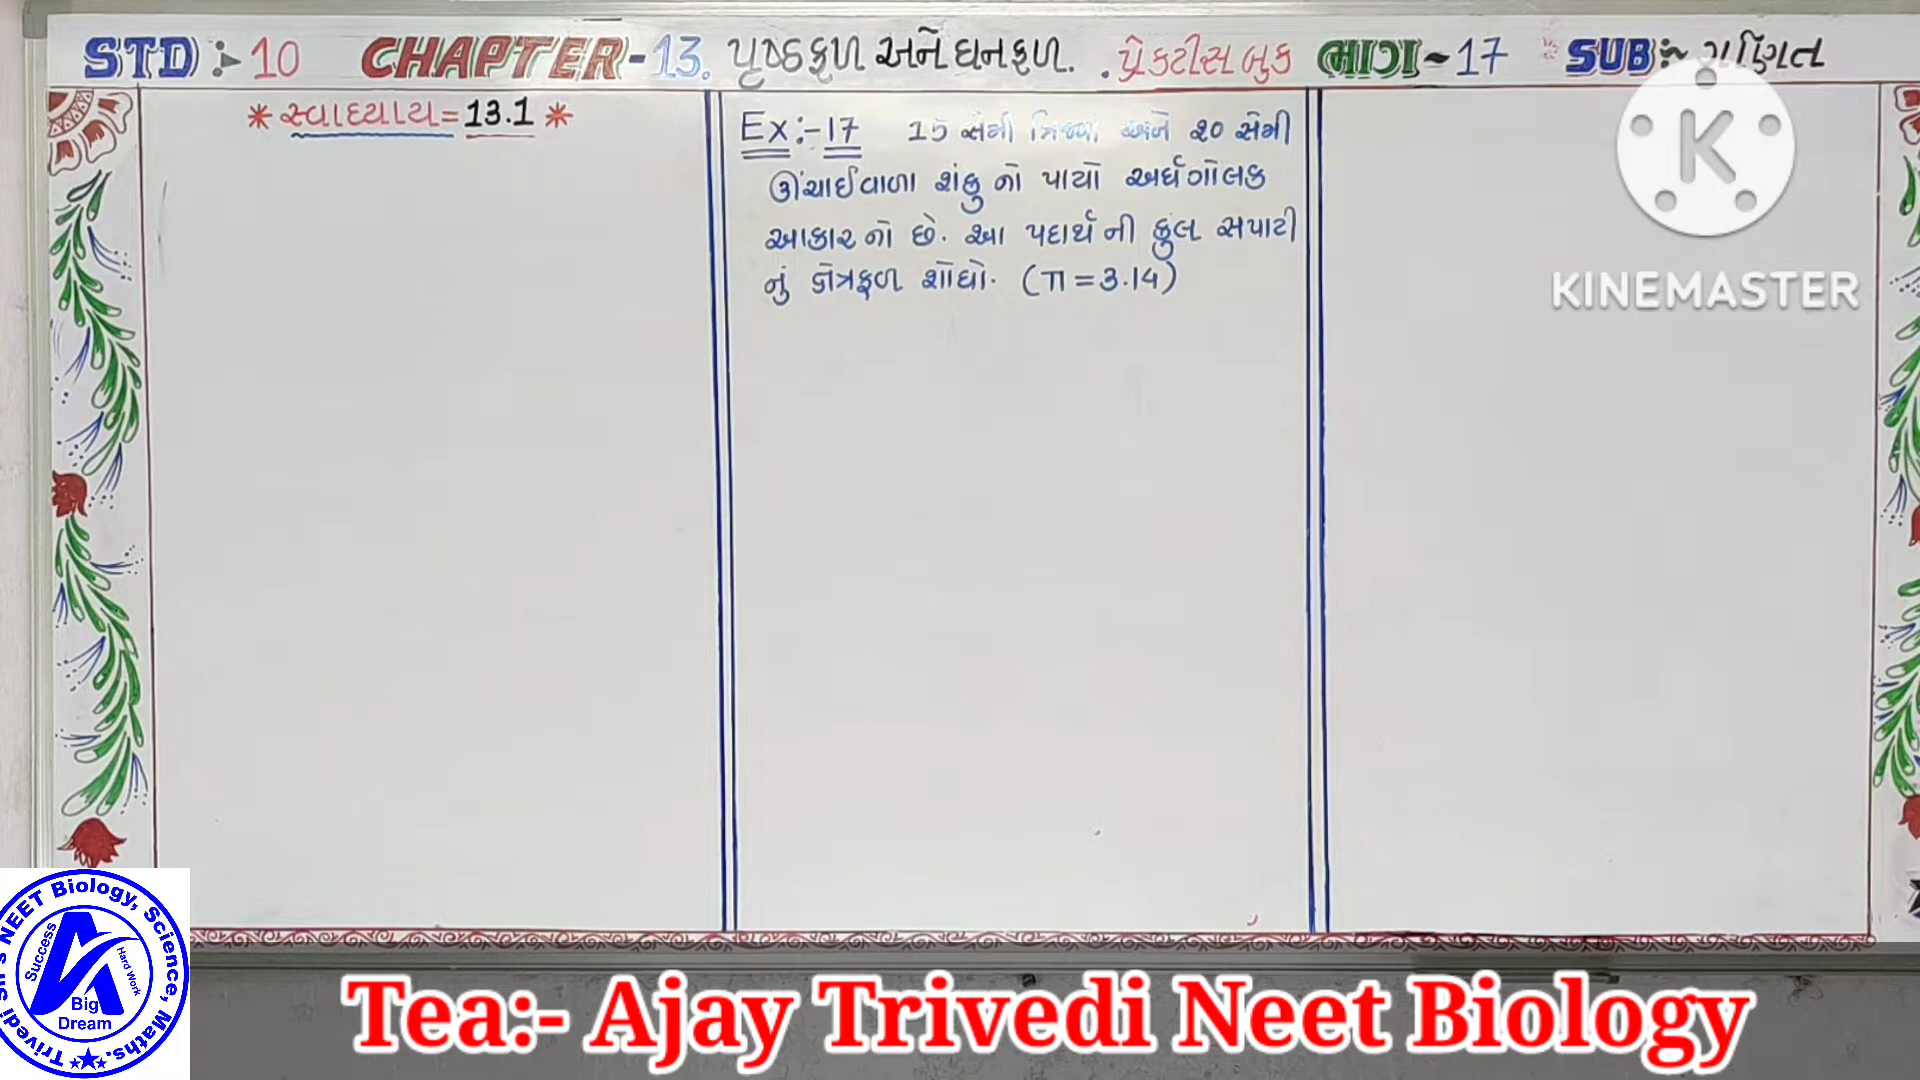 STD :- 10 CHAPTER-13. પૃષ્ઠફળ અને ઘનફળ. . પ્રેક્ટીસ બુક ભાગ-17 * SUB:- ગણિત
* સ્વાધ્યાય = 13.1 *
Ex:-17 15 સેમી ત્રિજ્યા અને 20 સેમી
ઊંચાઈવાળા શંકુ નો પાયો અર્ધગોલક
આકાર નો છે. આ પદાર્થ ની કુલ સપાટી
નું ક્ષેત્રફળ શોધો. (π = 3.14)
K
KINEMASTER
Trivedi Sir's NEET Biology, Science, Maths.
Success
Hard Work
Big
Dream
Tea:- Ajay Trivedi Neet Biology